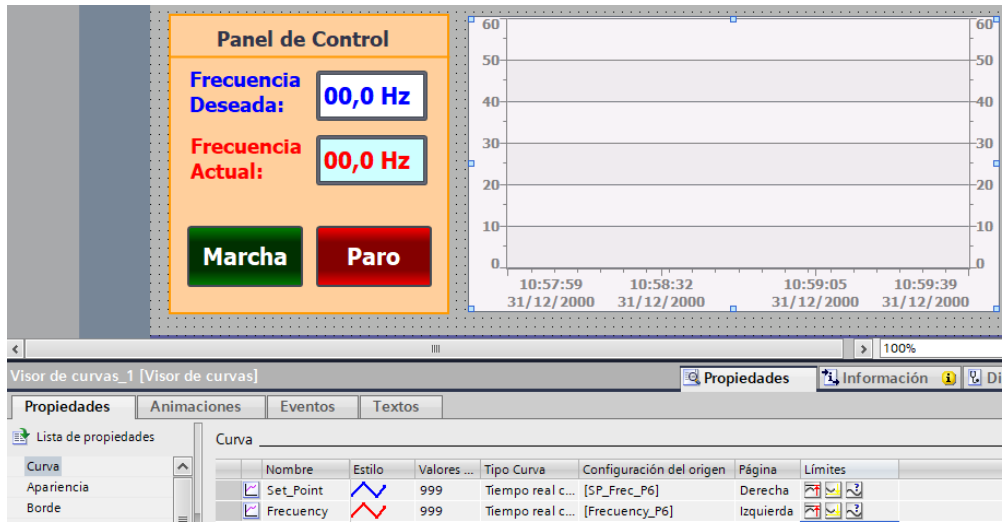 Panel de Control
Frecuencia
Deseada:
00,0 Hz
Frecuencia
Actual:
00,0 Hz
Marcha
Paro
60 60
50 50
40 40
30 30
20 20
10 10
0 0
10:57:59 10:58:32 10:59:05 10:59:39
31/12/2000 31/12/2000 31/12/2000 31/12/2000
100%
Visor de curvas_1 [Visor de curvas]
Propiedades Información Di
Propiedades Animaciones Eventos Textos
Lista de propiedades
Curva
Apariencia
Borde
Curva
Nombre Estilo Valores ... Tipo Curva Configuración del origen Página Límites
Set_Point 999 Tiempo real c... [SP_Frec_P6] Derecha
Frecuency 999 Tiempo real c... [Frecuency_P6] Izquierda